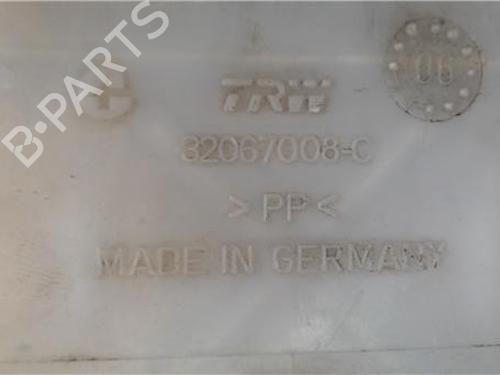 B·PARTS
TRW
06
32067008-C
>PP<
MADE IN GERMANY